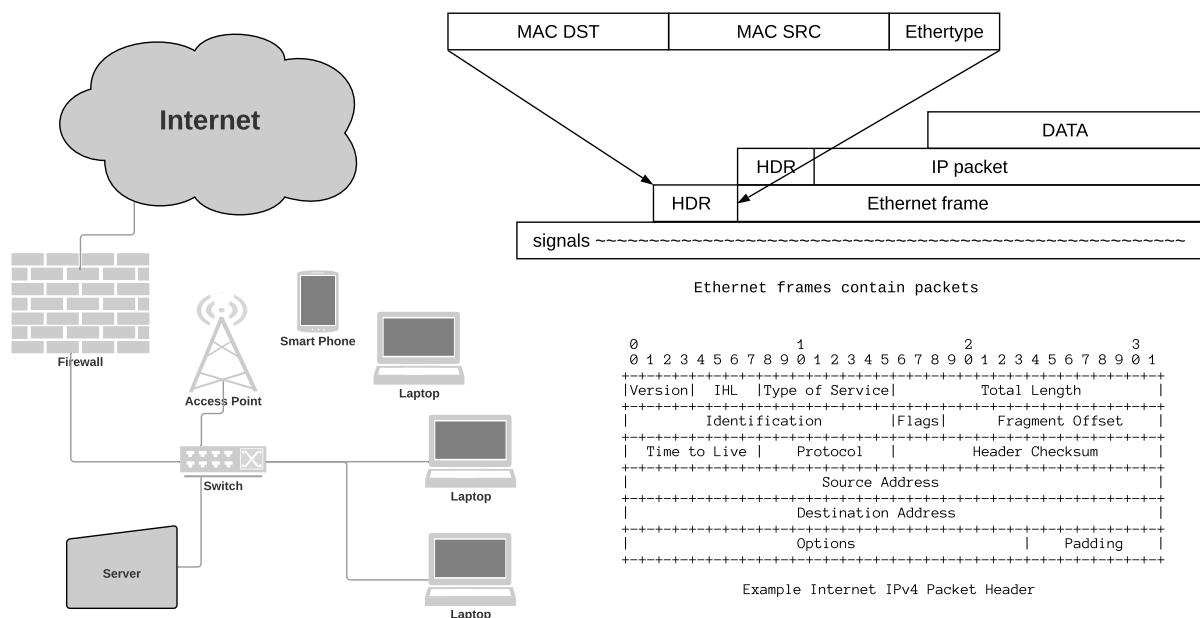 Internet
Firewall
Access Point
Smart Phone
Laptop
Laptop
Switch
Server
Laptop
MAC DST MAC SRC Ethertype
DATA
HDR IP packet
HDR Ethernet frame
signals ~~~~~~~~~~~~~~~~~~~~~~~~~~~~~~~~~~~~~~~~~~~~~~~~~~~~~~~~~~~~~~~~~~
Ethernet frames contain packets
0                   1                   2                   3
0 1 2 3 4 5 6 7 8 9 0 1 2 3 4 5 6 7 8 9 0 1 2 3 4 5 6 7 8 9 0 1
+-+-+-+-+-+-+-+-+-+-+-+-+-+-+-+-+-+-+-+-+-+-+-+-+-+-+-+-+-+-+-+-+
|Version|  IHL  |Type of Service|          Total Length         |
+-+-+-+-+-+-+-+-+-+-+-+-+-+-+-+-+-+-+-+-+-+-+-+-+-+-+-+-+-+-+-+-+
|         Identification        |Flags|      Fragment Offset    |
+-+-+-+-+-+-+-+-+-+-+-+-+-+-+-+-+-+-+-+-+-+-+-+-+-+-+-+-+-+-+-+-+
|  Time to Live |    Protocol   |         Header Checksum       |
+-+-+-+-+-+-+-+-+-+-+-+-+-+-+-+-+-+-+-+-+-+-+-+-+-+-+-+-+-+-+-+-+
|                       Source Address                          |
+-+-+-+-+-+-+-+-+-+-+-+-+-+-+-+-+-+-+-+-+-+-+-+-+-+-+-+-+-+-+-+-+
|                    Destination Address                        |
+-+-+-+-+-+-+-+-+-+-+-+-+-+-+-+-+-+-+-+-+-+-+-+-+-+-+-+-+-+-+-+-+
|                    Options                    |    Padding    |
+-+-+-+-+-+-+-+-+-+-+-+-+-+-+-+-+-+-+-+-+-+-+-+-+-+-+-+-+-+-+-+-+
Example Internet IPv4 Packet Header